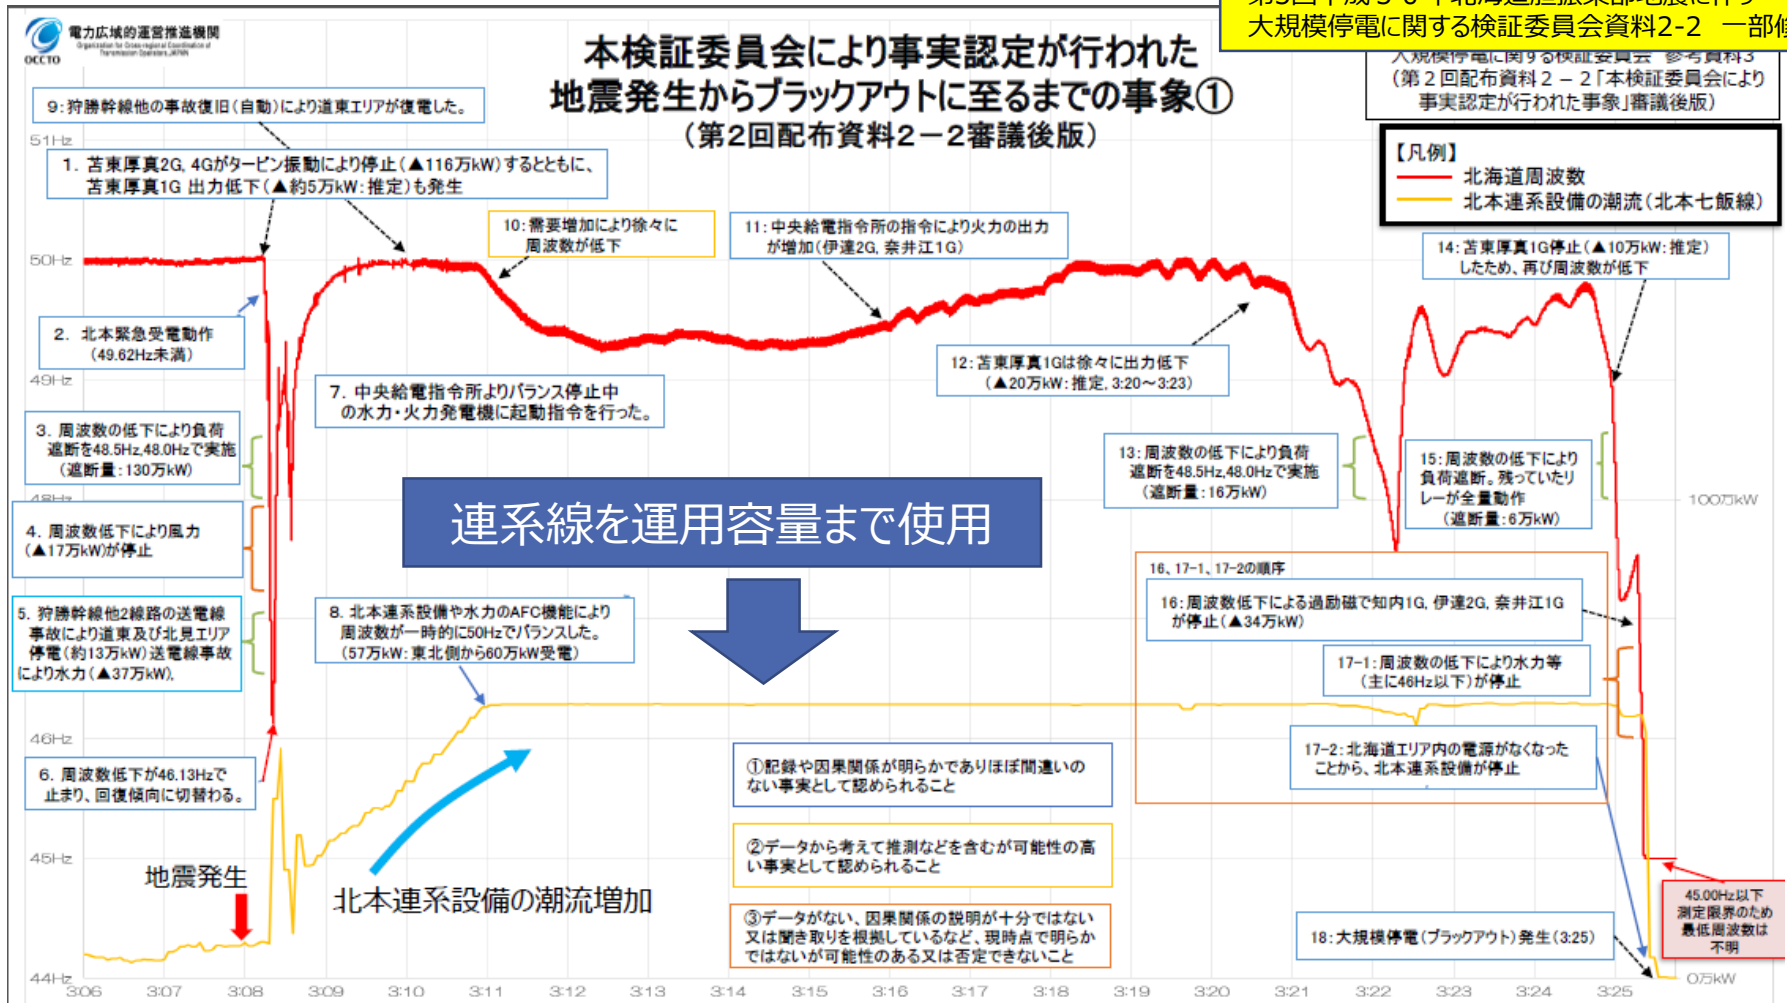 電力広域的運営推進機関
Organization for Cross-regional Coordination of
Transmission Operators, JAPAN
OCCTO
大規模停電に関する検証委員会資料2-2 一部修
本検証委員会により事実認定が行われた
地震発生からブラックアウトに至るまでの事象①
(第2回配布資料2-2審議後版)
大規模停電に関する検証委員会 参考資料3
(第2回配布資料2-2「本検証委員会により
事実認定が行われた事象」審議後版)
【凡例】
北海道周波数
北本連系設備の潮流(北本七飯線)
9:狩勝幹線他の事故復旧(自動)により道東エリアが復電した。
51Hz
1. 苫東厚真2G, 4Gがタービン振動により停止(▲116万kW)するとともに、
苫東厚真1G 出力低下(▲約5万kW:推定)も発生
10:需要増加により徐々に
周波数が低下
11:中央給電指令所の指令により火力の出力
が増加(伊達2G, 奈井江1G)
14:苫東厚真1G停止(▲10万kW:推定)
したため、再び周波数が低下
50Hz
2. 北本緊急受電動作
(49.62Hz未満)
12:苫東厚真1Gは徐々に出力低下
(▲20万kW:推定, 3:20~3:23)
49Hz
7. 中央給電指令所よりバランス停止中
の水力・火力発電機に起動指令を行った。
3. 周波数の低下により負荷
遮断を48.5Hz,48.0Hzで実施
(遮断量:130万kW)
13:周波数の低下により負荷
遮断を48.5Hz,48.0Hzで実施
(遮断量:16万kW)
15:周波数の低下により
負荷遮断。残っていたリ
レーが全量動作
(遮断量:6万kW)
48Hz
100万kW
連系線を運用容量まで使用
4. 周波数低下により風力
(▲17万kW)が停止
16、17-1、17-2の順序
16:周波数低下による過励磁で知内1G, 伊達2G, 奈井江1G
が停止(▲34万kW)
5. 狩勝幹線他2線路の送電線
事故により道東及び北見エリア
停電(約13万kW)送電線事故
により水力(▲37万kW)。
8. 北本連系設備や水力のAFC機能により
周波数が一時的に50Hzでバランスした。
(57万kW:東北側から60万kW受電)
17-1:周波数の低下により水力等
(主に46Hz以下)が停止
46Hz
17-2:北海道エリア内の電源がなくなった
ことから、北本連系設備が停止
6. 周波数低下が46.13Hzで
止まり、回復傾向に切替わる。
①記録や因果関係が明らかでありほぼ間違いの
ない事実として認められること
②データから考えて推測などを含むが可能性の高
い事実として認められること
③データがない、因果関係の説明が十分ではない
又は聞き取りを根拠しているなど、現時点で明らか
ではないが可能性のある又は否定できないこと
45Hz
地震発生
北本連系設備の潮流増加
45.00Hz以下
測定限界のため
最低周波数は
不明
18:大規模停電(ブラックアウト)発生(3:25)
44Hz
0万kW
3:06 3:07 3:08 3:09 3:10 3:11 3:12 3:13 3:14 3:15 3:16 3:17 3:18 3:19 3:20 3:21 3:22 3:23 3:24 3:25